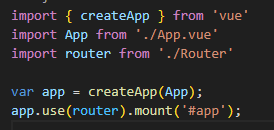 import { createApp } from 'vue'
import App from './App.vue'
import router from './Router'
var app = createApp(App);
app.use(router).mount('#app');